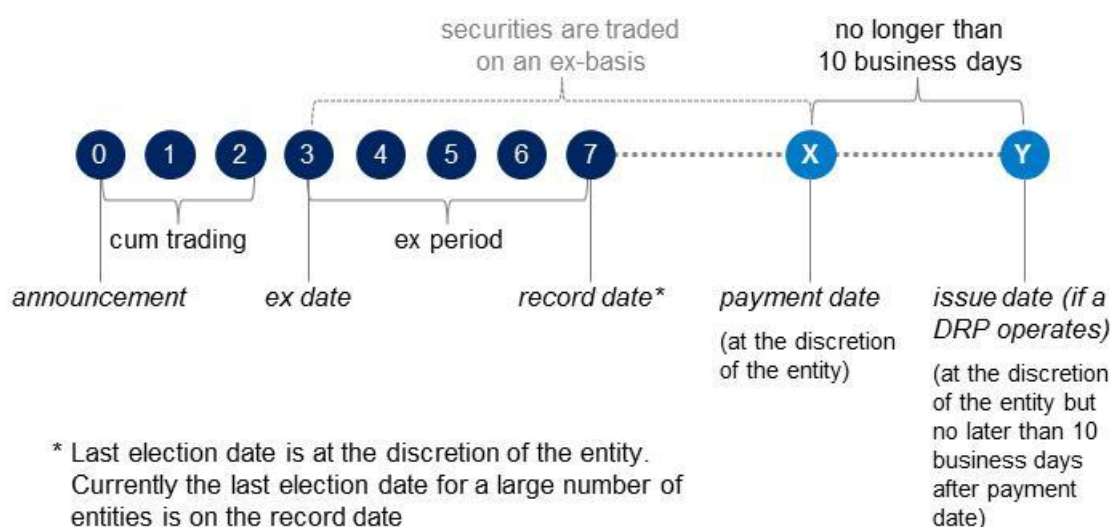 securities are traded
on an ex-basis
no longer than
10 business days
0 1 2 3 4 5 6 7 X Y
cum trading
ex period
announcement
ex date
record date*
payment date
(at the discretion
of the entity)
issue date (if a
DRP operates)
(at the discretion
of the entity but
no later than 10
business days
after payment
date)
* Last election date is at the discretion of the entity.
Currently the last election date for a large number of
entities is on the record date